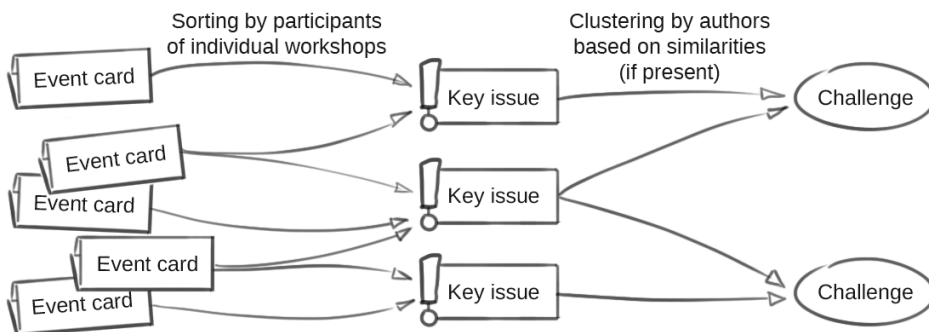 Sorting by participants
of individual workshops
Clustering by authors
based on similarities
(if present)
Event card
Event card
Event card
Event card
Event card
Key issue
Key issue
Key issue
Challenge
Challenge